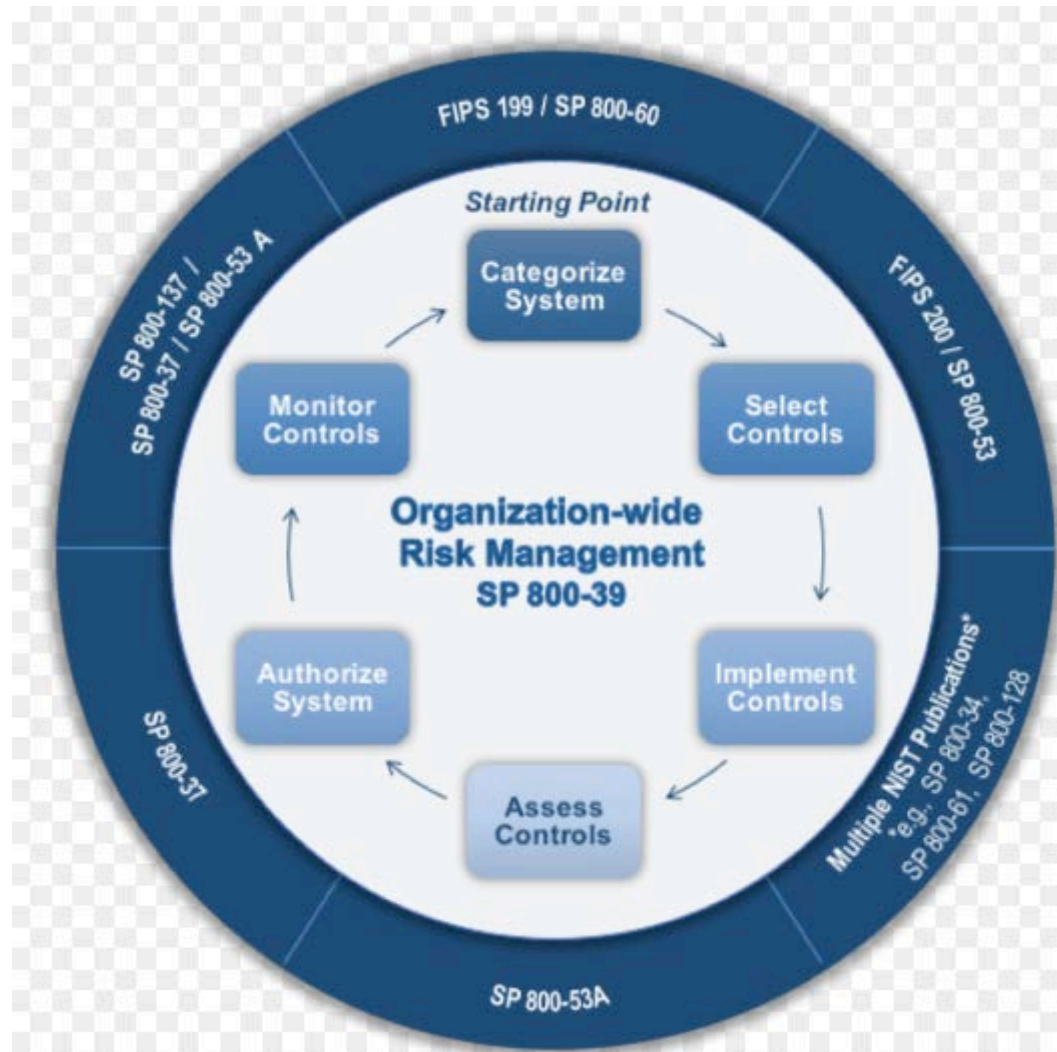 FIPS 199 / SP 800-60
Starting Point
Categorize
System
FIPS 200 / SP 800-53
Select
Controls
Multiple NIST Publications*
*e.g., SP 800-34,
SP 800-61, SP 800-128
Implement
Controls
SP 800-53A
Assess
Controls
SP 800-37
Authorize
System
SP 800-137 /
SP 800-37 / SP 800-53 A
Monitor
Controls
Organization-wide
Risk Management
SP 800-39